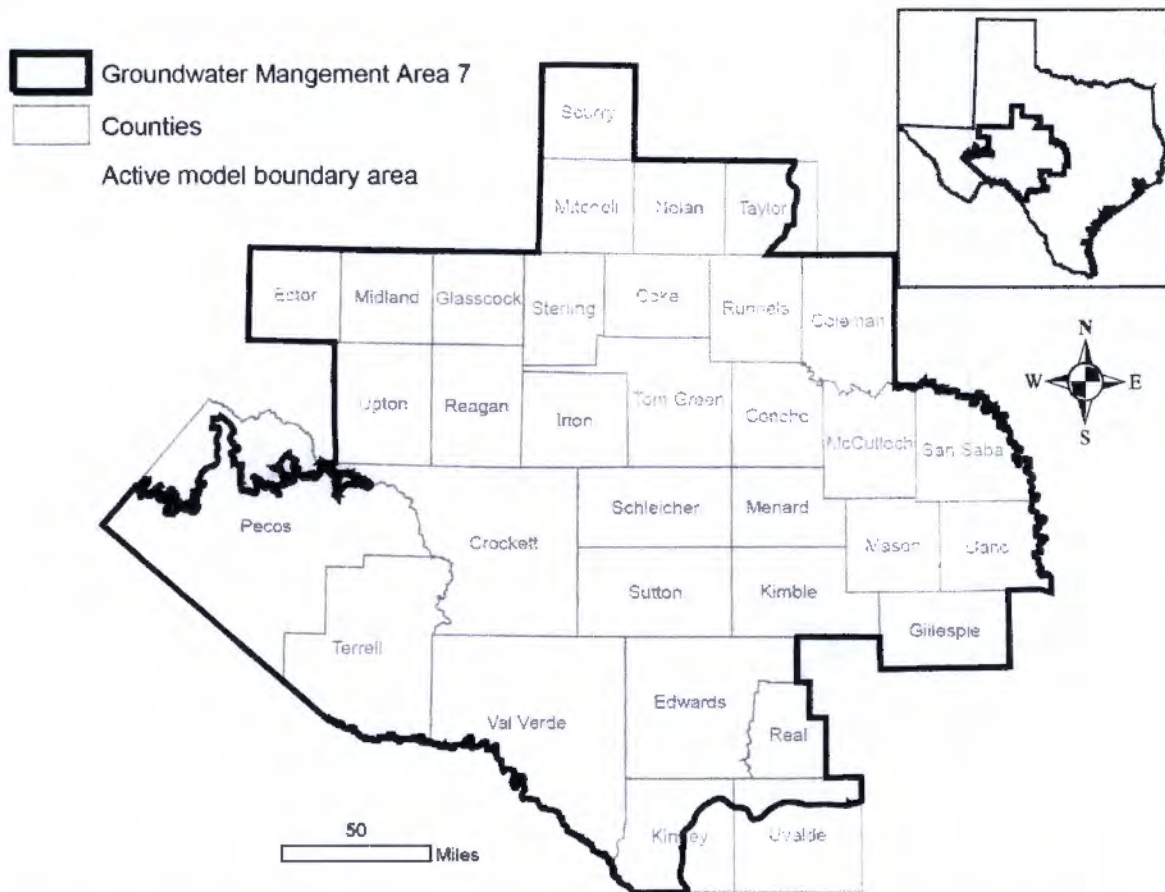 Groundwater Mangement Area 7
Counties
Active model boundary area
Scurry
Mitchell
Nolan
Taylor
Ector
Midland
Glasscock
Sterling
Coke
Runnels
Coleman
N
W
E
S
Upton
Reagan
Irion
Tom Green
Concho
McCulloch
San Saba
Pecos
Crockett
Schleicher
Menard
Mason
Llano
Sutton
Kimble
Gillespie
Terrell
Edwards
Val Verde
Real
Kinney
Uvalde
50
Miles